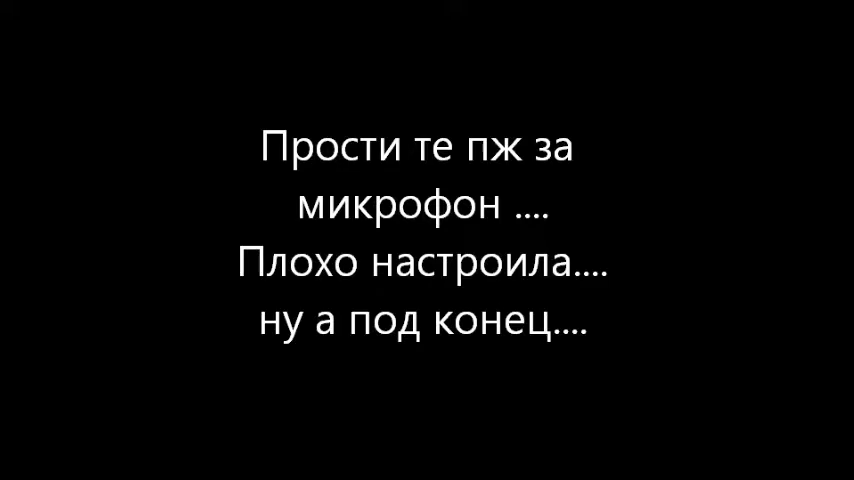 Прости те пж за
микрофон ....
Плохо настроила....
ну а под конец....